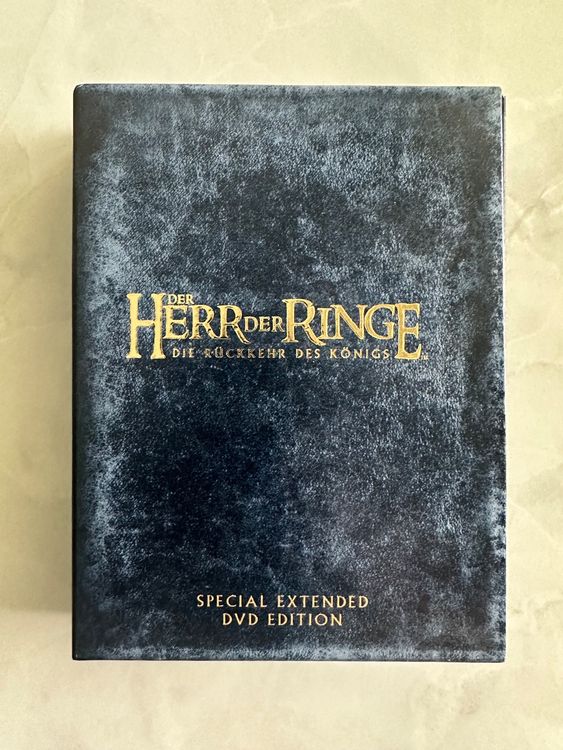 DER
HERR DER RINGE
DIE RÜCKKEHR DES KÖNIGS
SPECIAL EXTENDED
DVD EDITION